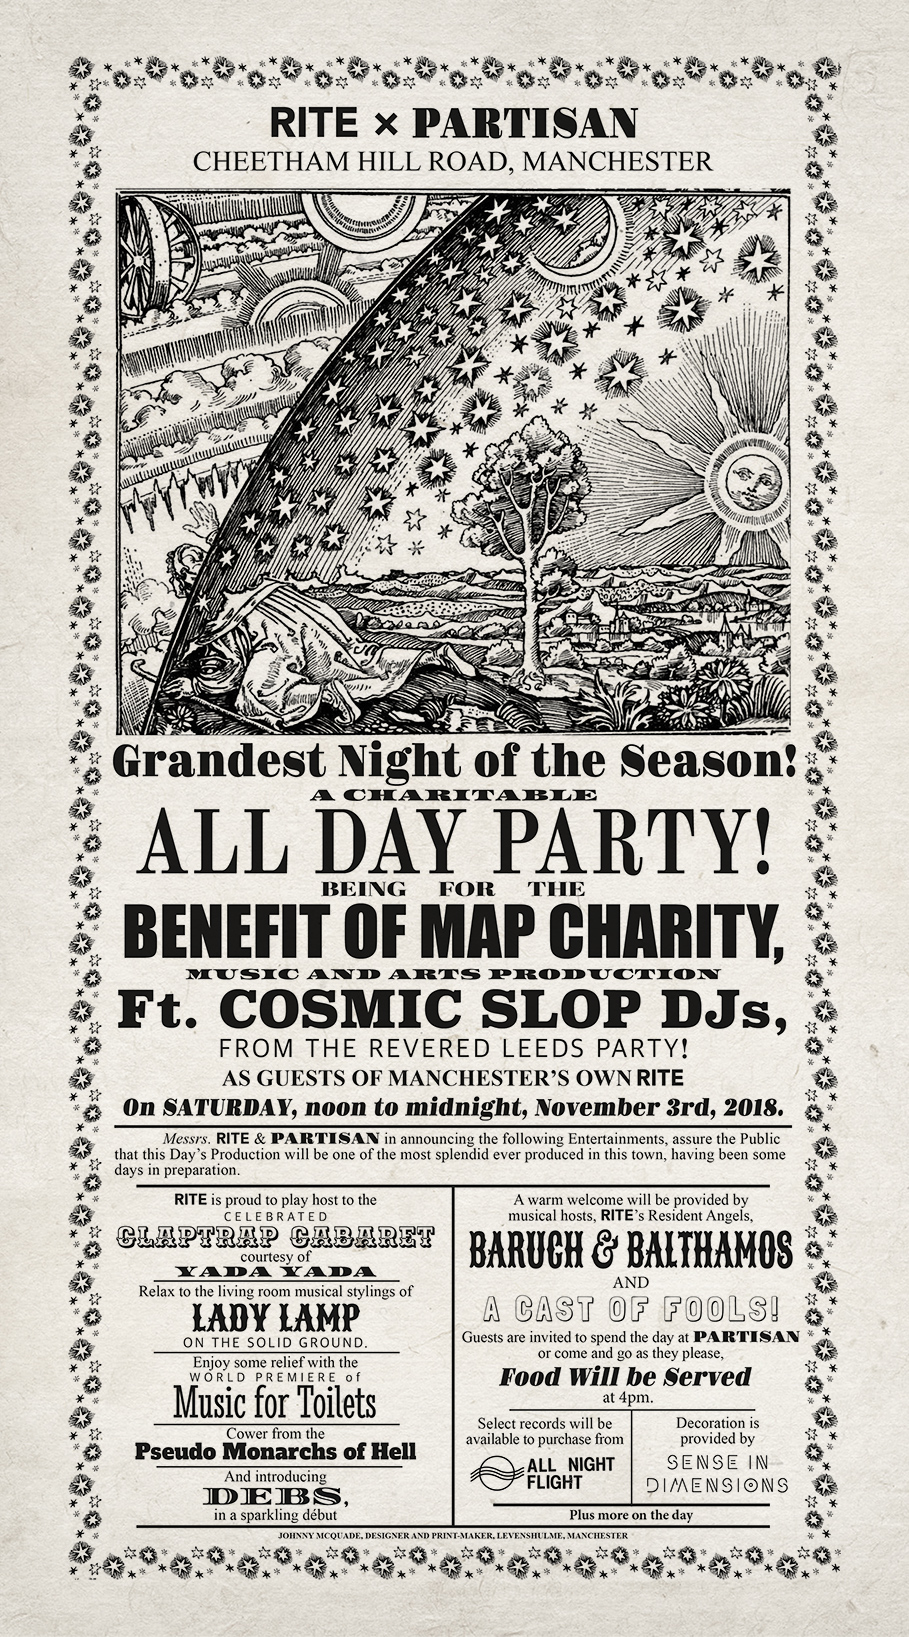 RITE × PARTISAN
CHEETHAM HILL ROAD, MANCHESTER
Grandest Night of the Season!
A CHARITABLE
ALL DAY PARTY!
BEING FOR THE
BENEFIT OF MAP CHARITY,
MUSIC AND ARTS PRODUCTION
Ft. COSMIC SLOP DJs,
FROM THE REVERED LEEDS PARTY!
AS GUESTS OF MANCHESTER'S OWN RITE
On SATURDAY, noon to midnight, November 3rd, 2018.
Messrs. RITE & PARTISAN in announcing the following Entertainments, assure the Public
that this Day's Production will be one of the most splendid ever produced in this town, having been some
days in preparation.
RITE is proud to play host to the
CELEBRATED
CLAPTRAP CABARET
courtesy of
YADA YADA
Relax to the living room musical stylings of
LADY LAMP
ON THE SOLID GROUND.
Enjoy some relief with the
WORLD PREMIERE of
Music for Toilets
Cower from the
Pseudo Monarchs of Hell
And introducing
DEBS,
in a sparkling début
A warm welcome will be provided by
musical hosts, RITE's Resident Angels,
BARUCH & BALTHAMOS
AND
A CAST OF FOOLS!
Guests are invited to spend the day at PARTISAN
or come and go as they please,
Food Will be Served
at 4pm.
Select records will be
available to purchase from
ALL NIGHT
FLIGHT
Decoration is
provided by
SENSE IN
DIMENSIONS
Plus more on the day
JOHNNY MCQUADE, DESIGNER AND PRINT-MAKER, LEVENSHULME, MANCHESTER